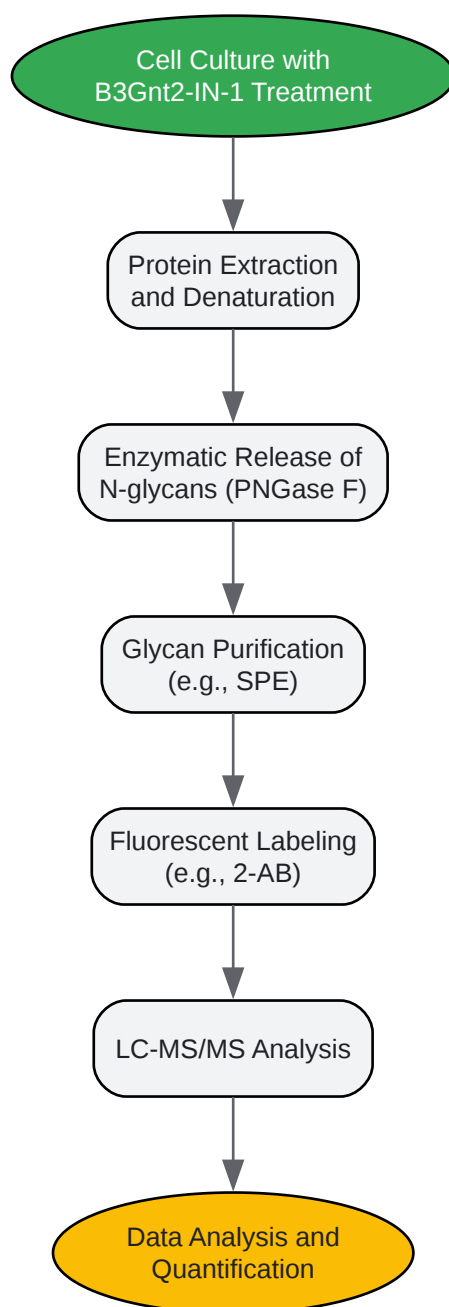 Cell Culture with
B3Gnt2-IN-1 Treatment
Protein Extraction
and Denaturation
Enzymatic Release of
N-glycans (PNGase F)
Glycan Purification
(e.g., SPE)
Fluorescent Labeling
(e.g., 2-AB)
LC-MS/MS Analysis
Data Analysis and
Quantification